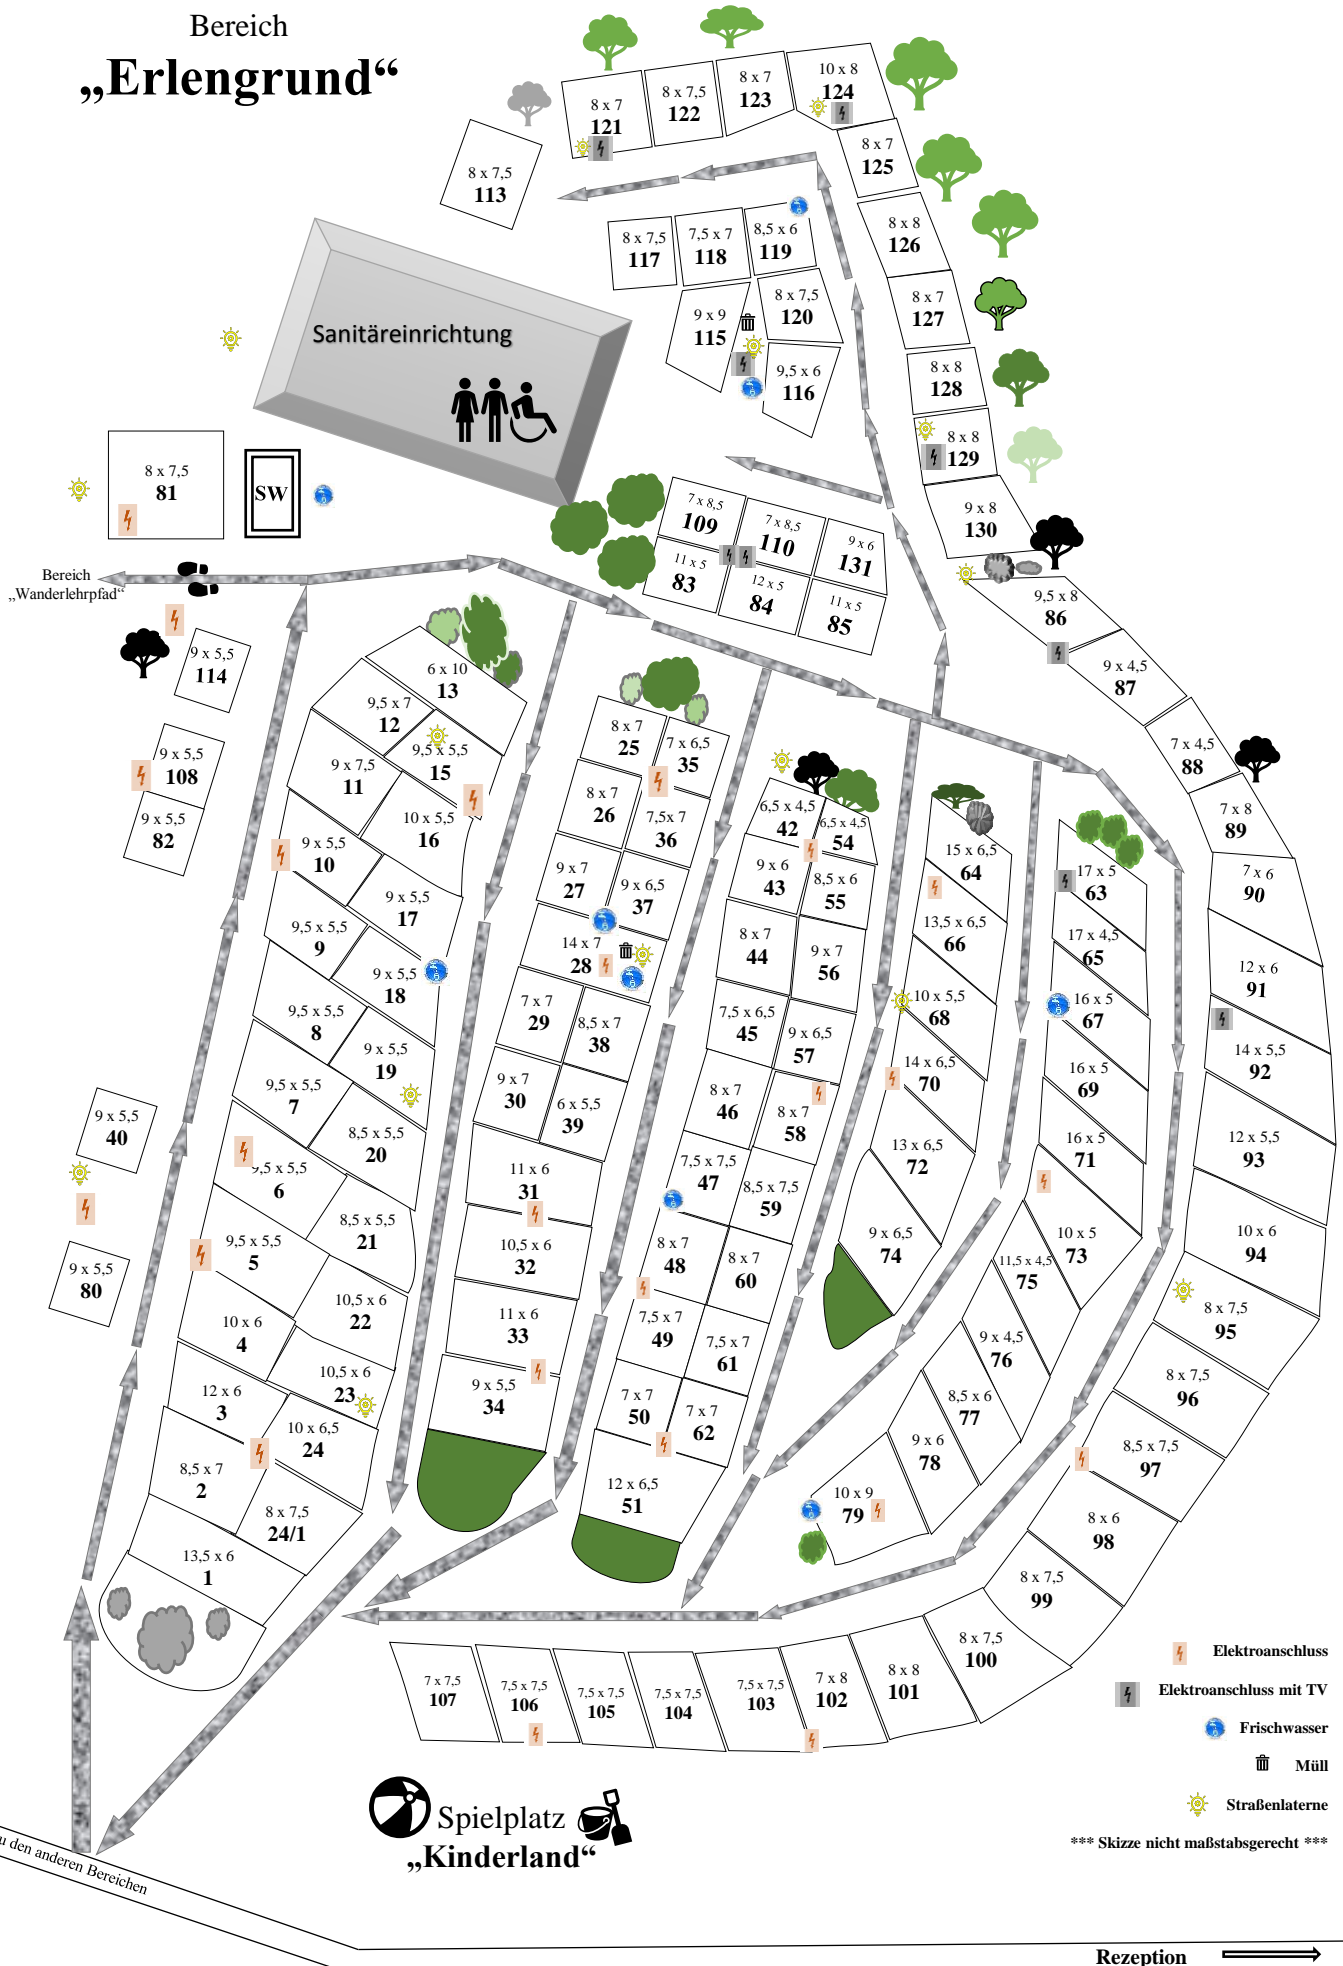 Bereich
„Erlengrund“
8 x 7
121
8 x 7,5
122
8 x 7
123
10 x 8
124
8 x 7
125
8 x 7,5
113
8 x 8
126
8 x 7,5
117
7,5 x 7
118
8,5 x 6
119
8 x 7,5
120
9 x 9
115
9,5 x 6
116
8 x 7
127
8 x 8
128
8 x 8
129
9 x 8
130
Sanitäreinrichtung
8 x 7,5
81
SW
7 x 8,5
109
7 x 8,5
110
9 x 6
131
11 x 5
83
12 x 5
84
11 x 5
85
Bereich
„Wanderlehrpfad“
9,5 x 8
86
9 x 4,5
87
7 x 4,5
88
7 x 8
89
7 x 6
90
12 x 6
91
14 x 5,5
92
12 x 5,5
93
10 x 6
94
8 x 7,5
95
8 x 7,5
96
8,5 x 7,5
97
8 x 6
98
8 x 7,5
99
8 x 7,5
100
8 x 8
101
7 x 8
102
7,5 x 7,5
103
7,5 x 7,5
104
7,5 x 7,5
105
7,5 x 7,5
106
7 x 7,5
107
9 x 5,5
114
9 x 5,5
108
9 x 5,5
82
9 x 5,5
40
9 x 5,5
80
6 x 10
13
9,5 x 7
12
9,5 x 5,5
15
9 x 7,5
11
10 x 5,5
16
9 x 5,5
10
9 x 5,5
17
9,5 x 5,5
9
9 x 5,5
18
9,5 x 5,5
8
9 x 5,5
19
9,5 x 5,5
7
8,5 x 5,5
20
9,5 x 5,5
6
8,5 x 5,5
21
9,5 x 5,5
5
10,5 x 6
22
10 x 6
4
10,5 x 6
23
12 x 6
3
10 x 6,5
24
8,5 x 7
2
8 x 7,5
24/1
13,5 x 6
1
8 x 7
25
7 x 6,5
35
8 x 7
26
7,5x 7
36
9 x 7
27
9 x 6,5
37
14 x 7
28
7 x 7
29
8,5 x 7
38
9 x 7
30
6 x 5,5
39
11 x 6
31
10,5 x 6
32
11 x 6
33
9 x 5,5
34
6,5 x 4,5
42
6,5 x 4,5
54
9 x 6
43
8,5 x 6
55
8 x 7
44
9 x 7
56
7,5 x 6,5
45
9 x 6,5
57
8 x 7
46
8 x 7
58
7,5 x 7,5
47
8,5 x 7,5
59
8 x 7
48
8 x 7
60
7,5 x 7
49
7,5 x 7
61
7 x 7
50
7 x 7
62
12 x 6,5
51
15 x 6,5
64
13,5 x 6,5
66
10 x 5,5
68
14 x 6,5
70
13 x 6,5
72
9 x 6,5
74
17 x 5
63
17 x 4,5
65
16 x 5
67
16 x 5
69
16 x 5
71
10 x 5
73
11,5 x 4,5
75
9 x 4,5
76
8,5 x 6
77
9 x 6
78
10 x 9
79
Elektroanschluss
Elektroanschluss mit TV
Frischwasser
Müll
Straßenlaterne
*** Skizze nicht maßstabsgerecht ***
Spielplatz
„Kinderland“
u den anderen Bereichen
Rezeption